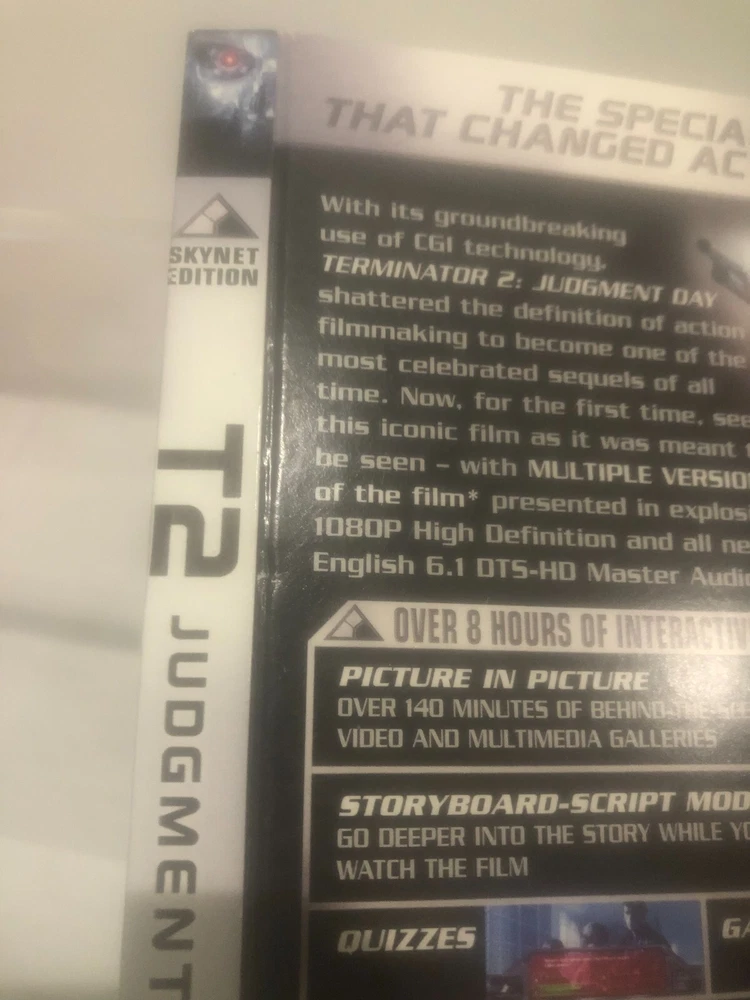 SKYNET
EDITION
T2 JUDGMENT
THE SPECIA
THAT CHANGED AC
With its groundbreaking
use of CGI technology,
TERMINATOR 2: JUDGMENT DAY
shattered the definition of action
filmmaking to become one of the
most celebrated sequels of all
time. Now, for the first time, see
this iconic film as it was meant t
be seen – with MULTIPLE VERSIO
of the film* presented in explos
1080P High Definition and all ne
English 6.1 DTS-HD Master Audi
OVER 8 HOURS OF INTERACTIV
PICTURE IN PICTURE
OVER 140 MINUTES OF BEHIND-THE-SC
VIDEO AND MULTIMEDIA GALLERIES
STORYBOARD-SCRIPT MOD
GO DEEPER INTO THE STORY WHILE YO
WATCH THE FILM
QUIZZES
GA